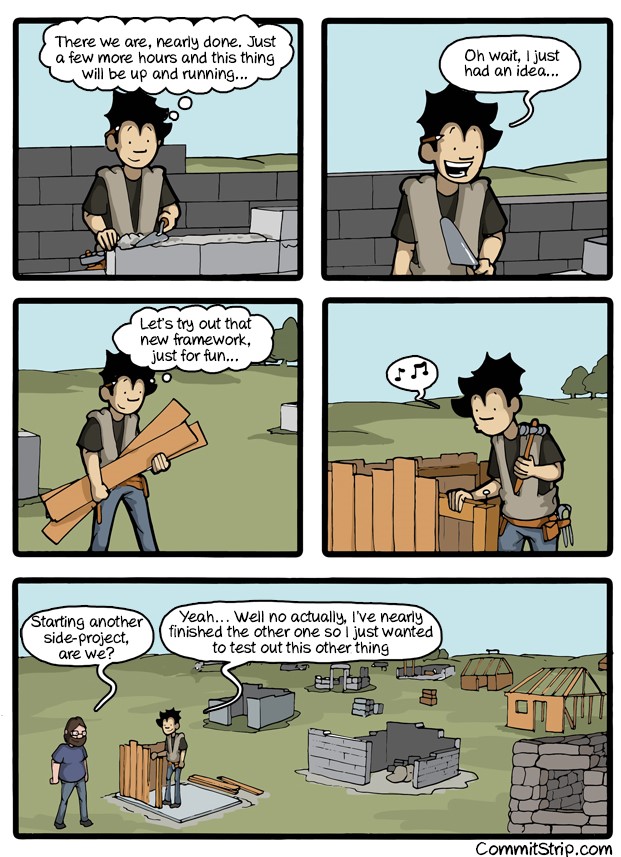 There we are, nearly done. Just
a few more hours and this thing
will be up and running...
Oh wait, I just
had an idea...
Let's try out that
new framework,
just for fun...
Starting another
side-project,
are we?
Yeah... Well no actually, I've nearly
finished the other one so I just wanted
to test out this other thing
CommitStrip.com